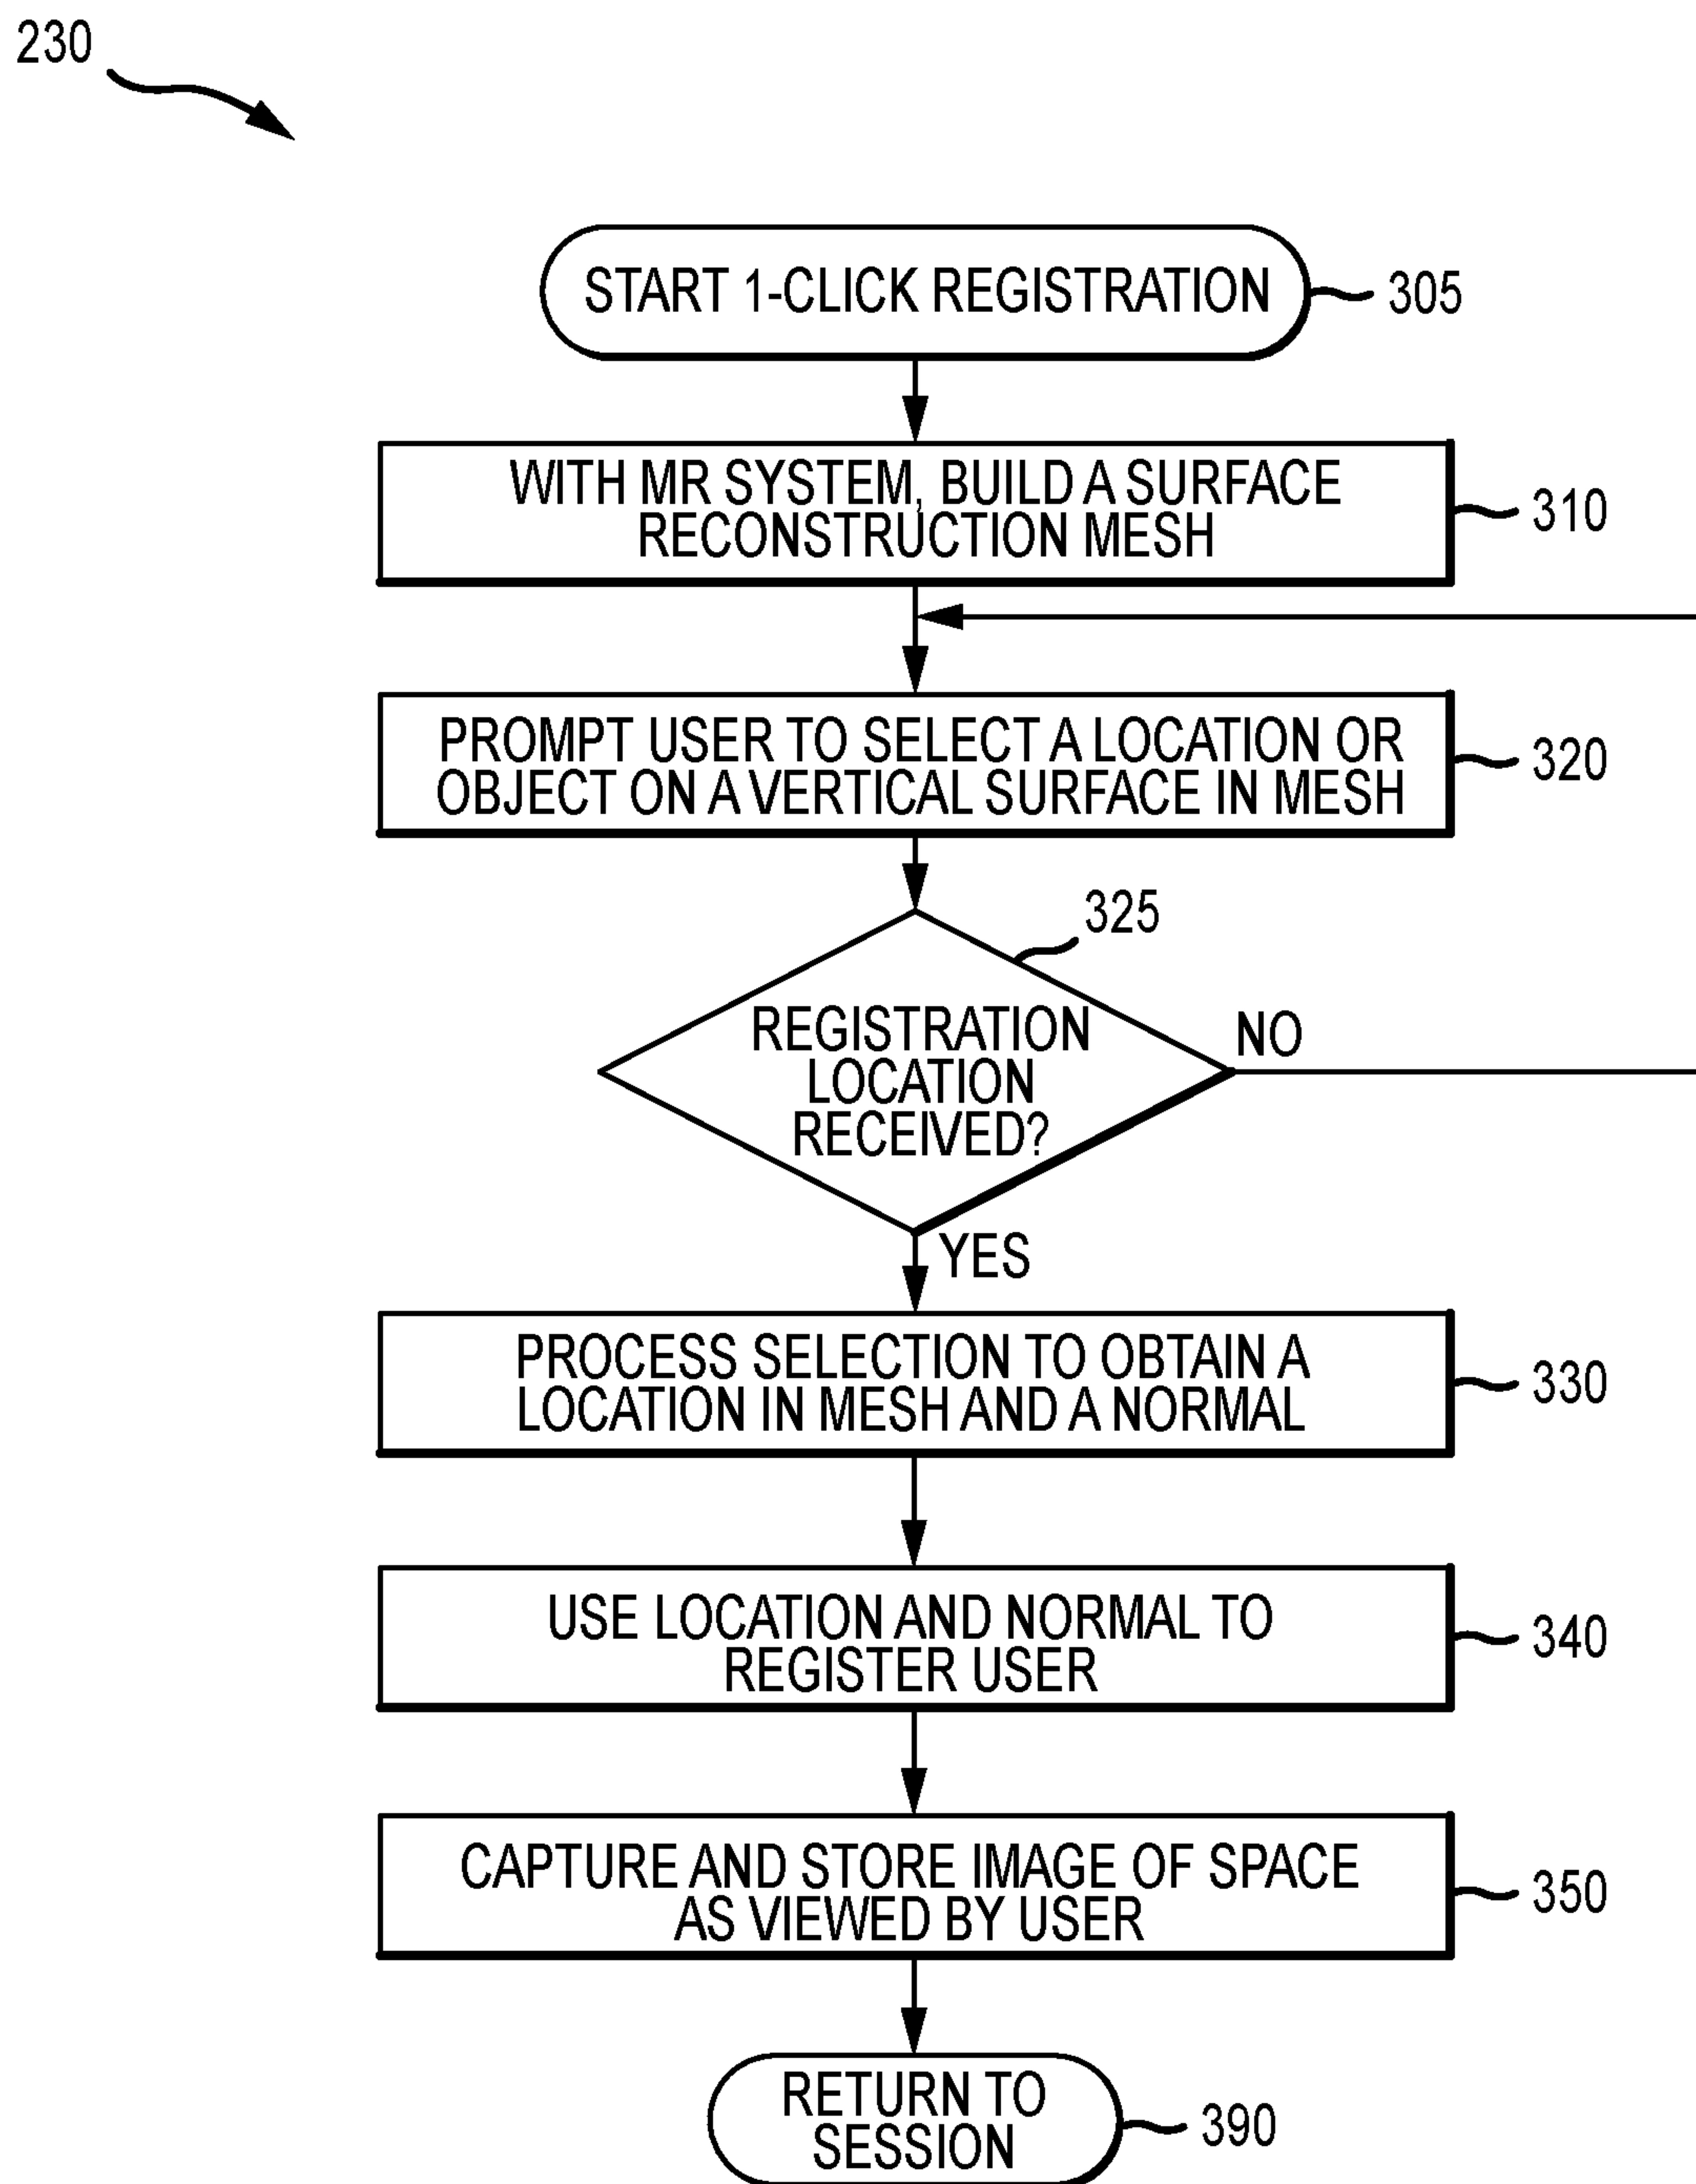 230
START 1-CLICK REGISTRATION
305
WITH MR SYSTEM, BUILD A SURFACE
RECONSTRUCTION MESH
310
PROMPT USER TO SELECT A LOCATION OR
OBJECT ON A VERTICAL SURFACE IN MESH
320
325
REGISTRATION
LOCATION
RECEIVED?
NO
YES
PROCESS SELECTION TO OBTAIN A
LOCATION IN MESH AND A NORMAL
330
USE LOCATION AND NORMAL TO
REGISTER USER
340
CAPTURE AND STORE IMAGE OF SPACE
AS VIEWED BY USER
350
RETURN TO
SESSION
390